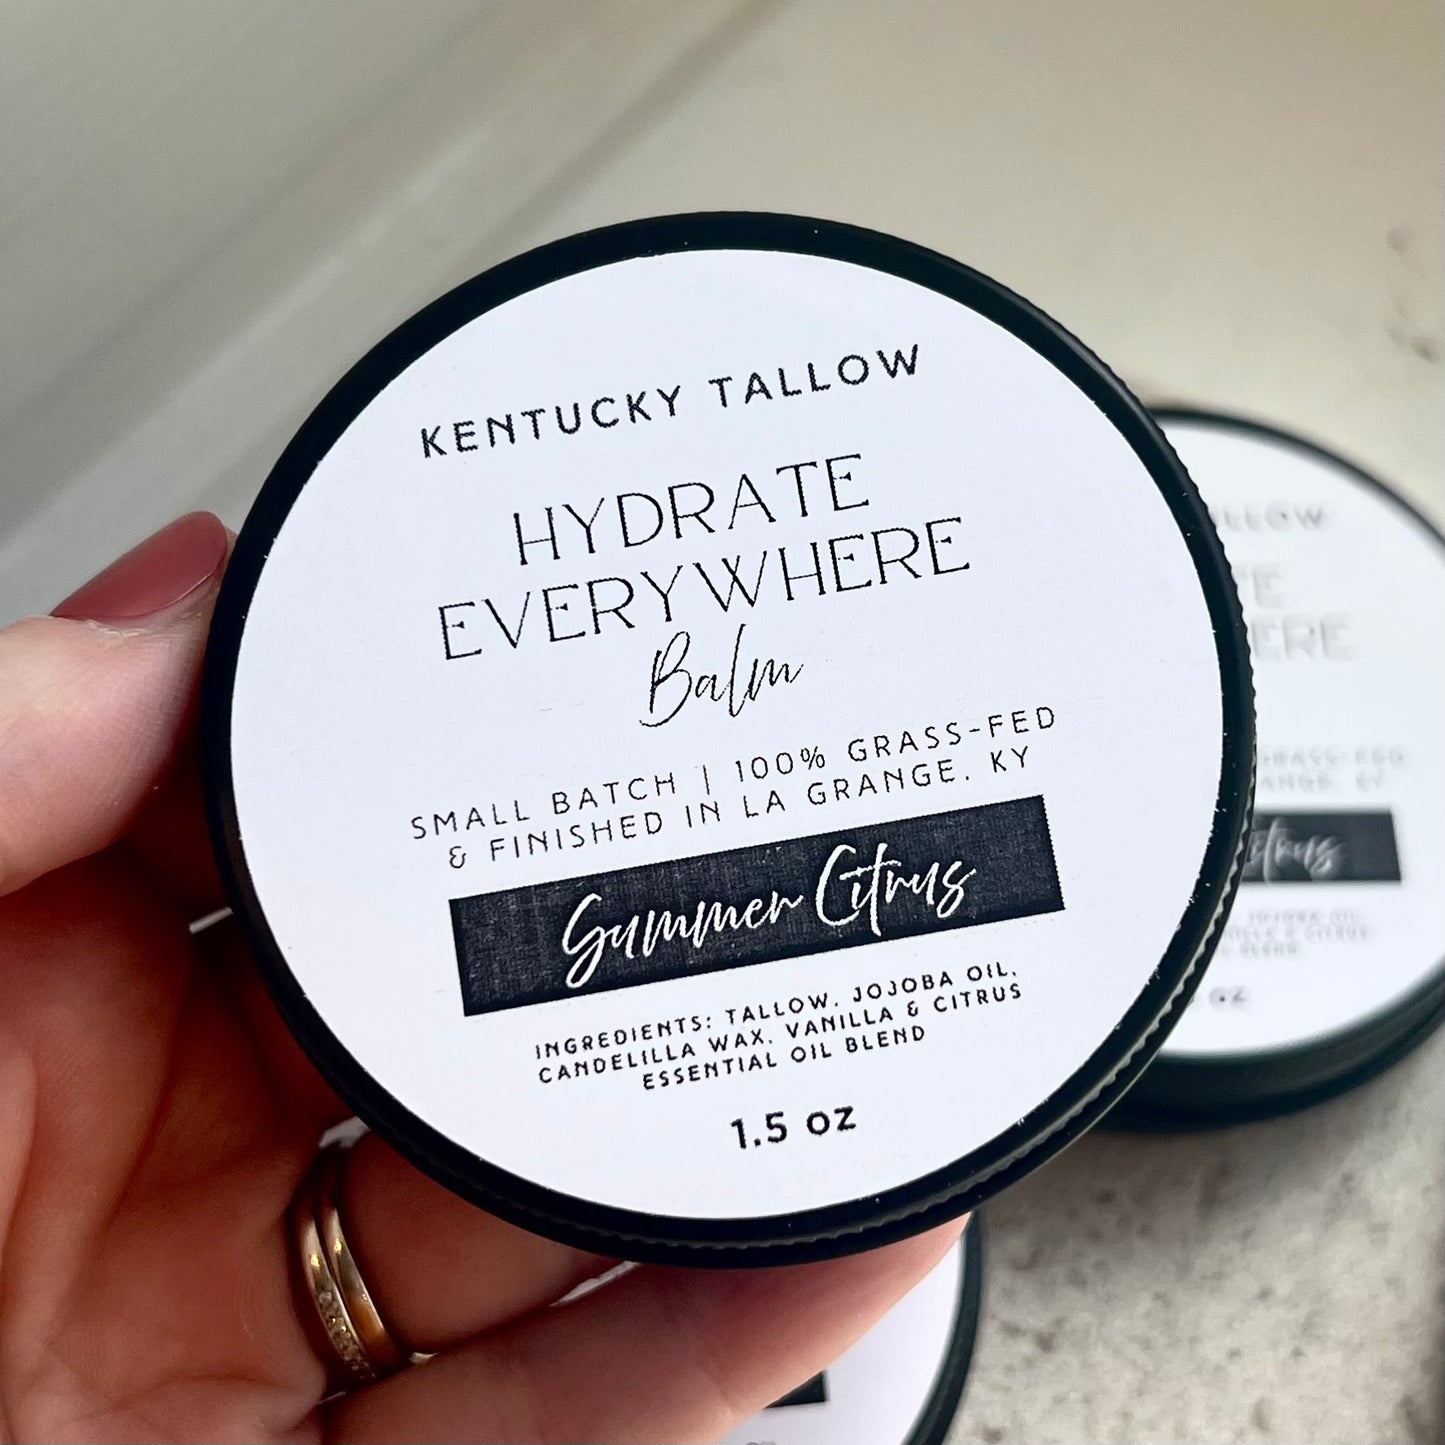 KENTUCKY TALLOW
HYDRATE
EVERYWHERE
Balm
SMALL BATCH | 100% GRASS-FED
& FINISHED IN LA GRANGE, KY
Summer Citrus
INGREDIENTS: TALLOW, JOJOBA OIL,
CANDELILLA WAX, VANILLA & CITRUS
ESSENTIAL OIL BLEND
1.5 oz